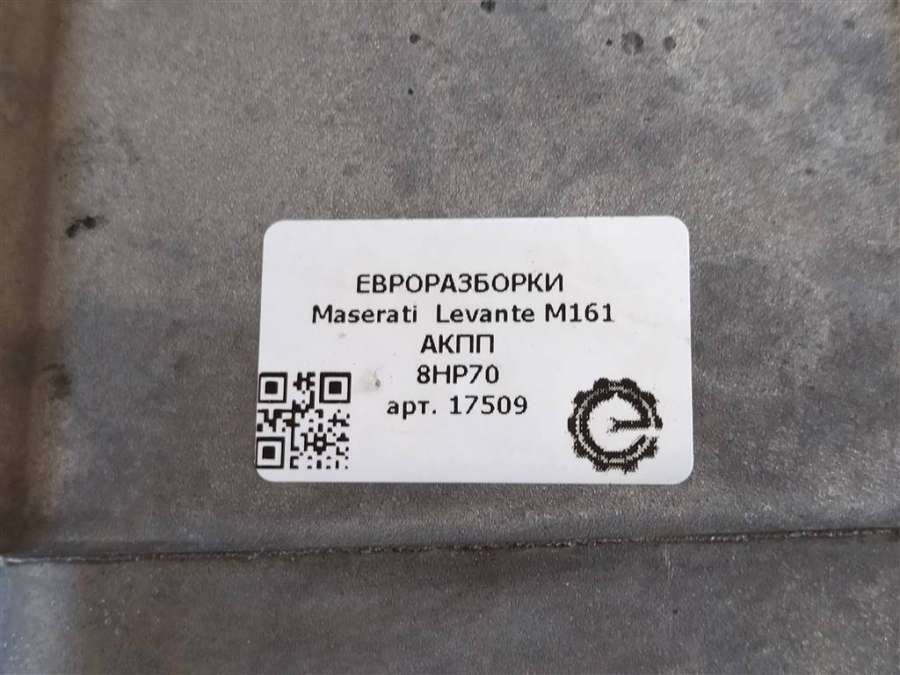 ЕВРОРАЗБОРКИ
Maserati Levante M161
АКПП
8HP70
арт. 17509